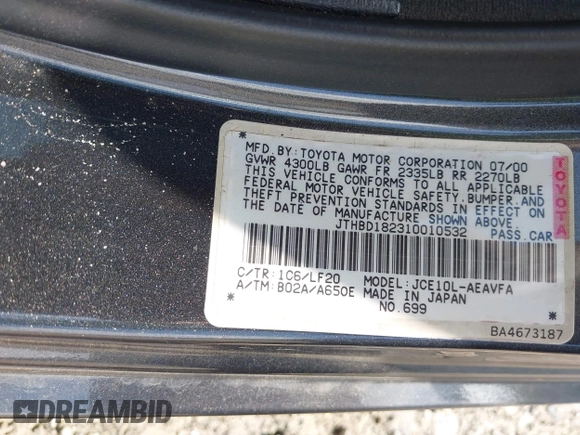 MFD. BY: TOYOTA MOTOR CORPORATION 07/00
GVWR 4300LB GAWR FR 2335LB RR 2270LB
THIS VEHICLE CONFORMS TO ALL APPLICABLE
FEDERAL MOTOR VEHICLE SAFETY, BUMPER, AND
THEFT PREVENTION STANDARDS IN EFFECT ON
THE DATE OF MANUFACTURE SHOWN ABOVE.
JTHBD182310010532 PASS. CAR
TOYOTA
C/TR: 1C6/LF20 MODEL: JCE10L-AEAVFA
A/TM: B02A/A650E MADE IN JAPAN
NO. 699
BA4673187
DREAMBID